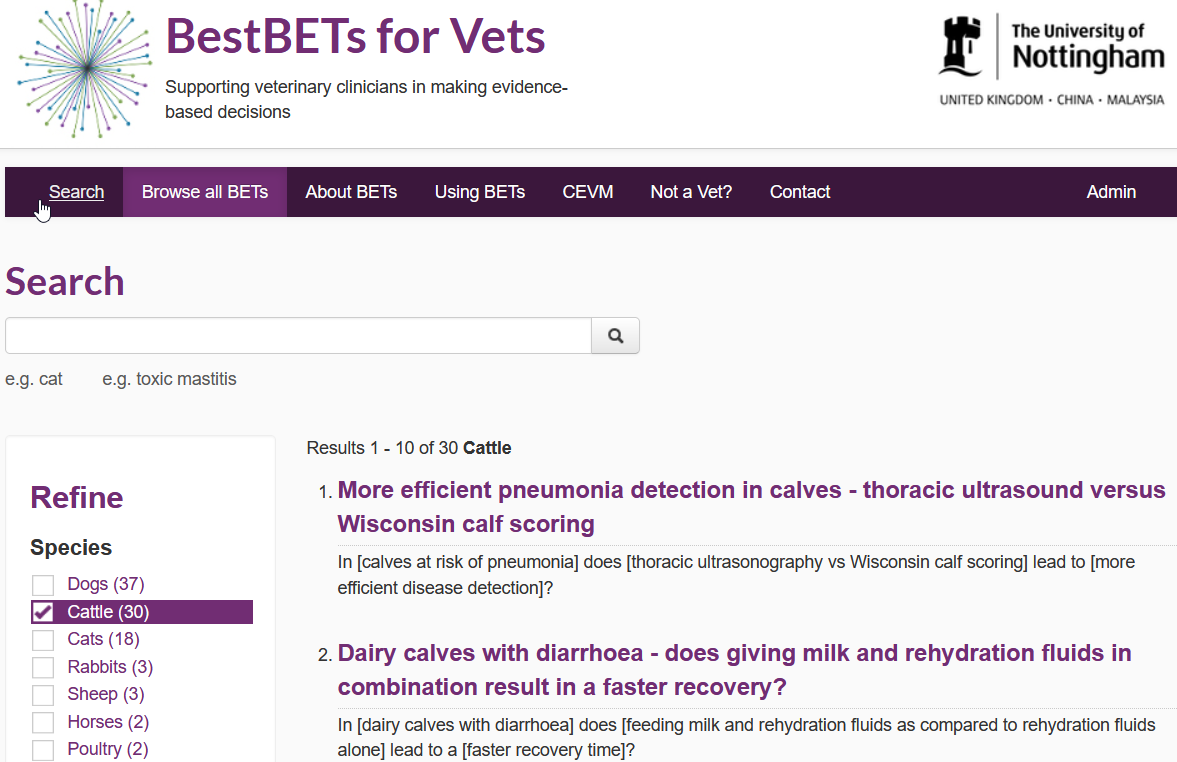 BestBETs for Vets
Supporting veterinary clinicians in making evidence-
based decisions
The University of
Nottingham
UNITED KINGDOM · CHINA · MALAYSIA
Search
Browse all BETs
About BETs
Using BETs
CEVM
Not a Vet?
Contact
Admin
Search
e.g. cat
e.g. toxic mastitis
Refine
Species
Dogs (37)
Cattle (30)
Cats (18)
Rabbits (3)
Sheep (3)
Horses (2)
Poultry (2)
Results 1 - 10 of 30 Cattle
1. More efficient pneumonia detection in calves - thoracic ultrasound versus
Wisconsin calf scoring
In [calves at risk of pneumonia] does [thoracic ultrasonography vs Wisconsin calf scoring] lead to [more
efficient disease detection]?
2. Dairy calves with diarrhoea - does giving milk and rehydration fluids in
combination result in a faster recovery?
In [dairy calves with diarrhoea] does [feeding milk and rehydration fluids as compared to rehydration fluids
alone] lead to a [faster recovery time]?